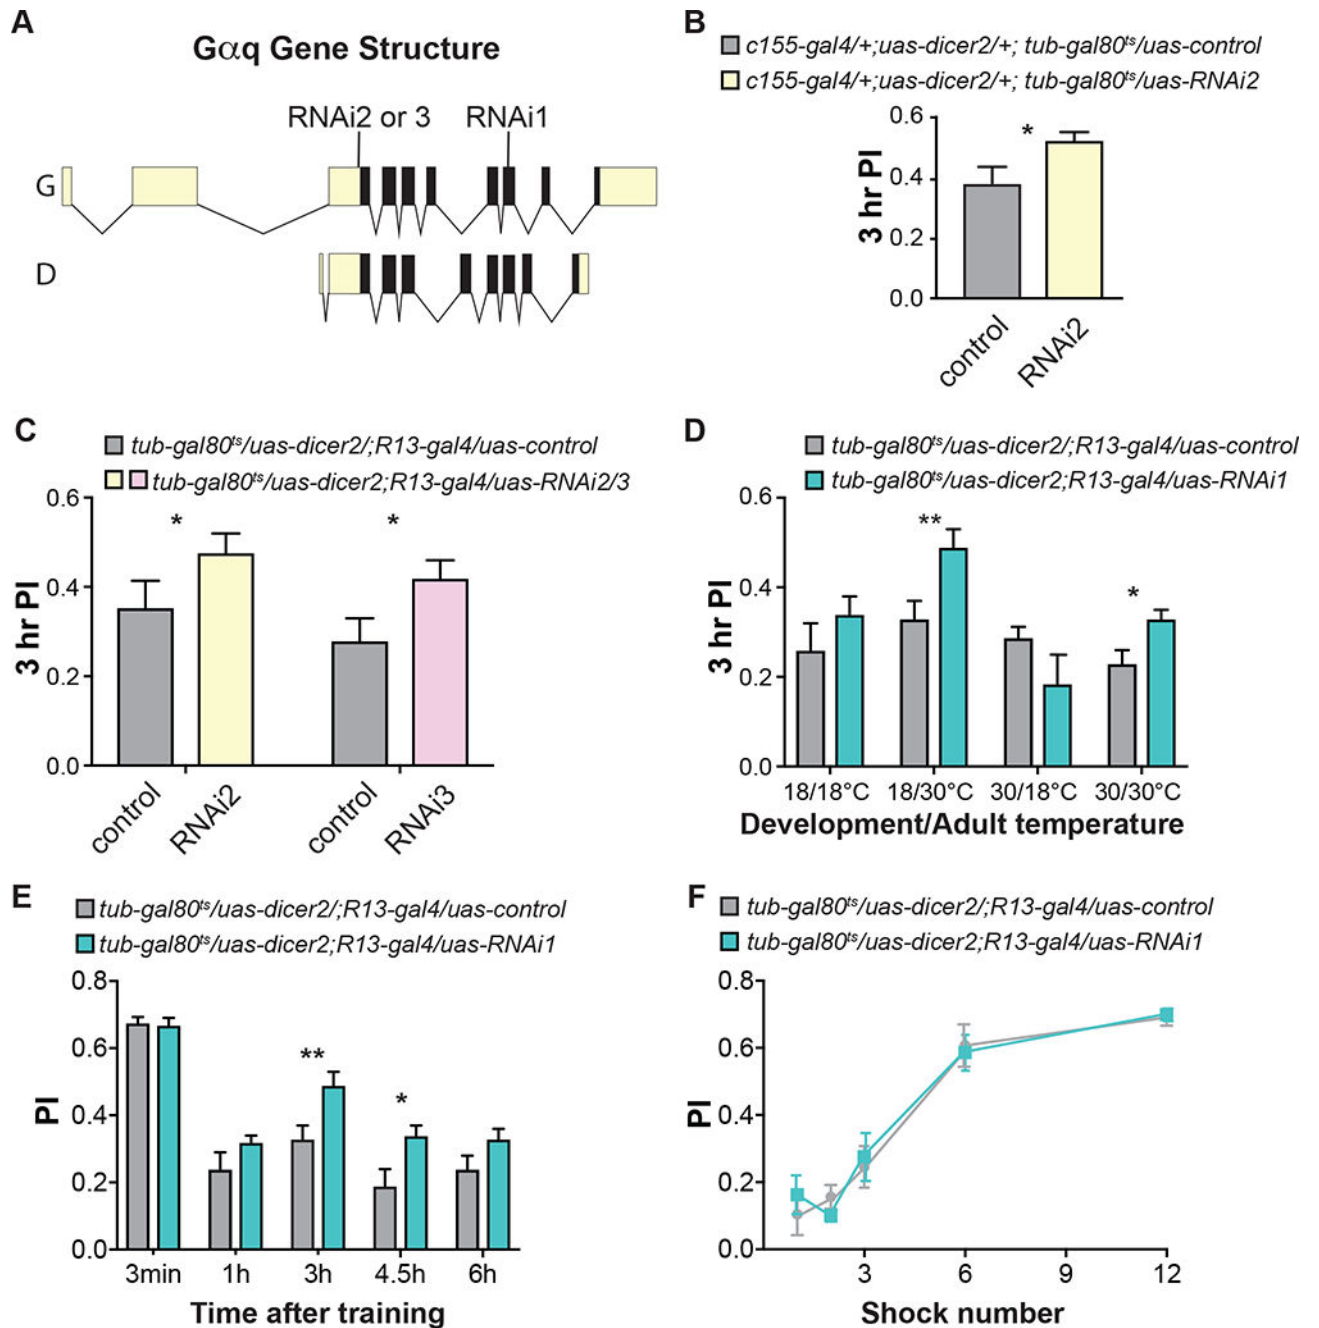 A
Gαq Gene Structure
RNAi2 or 3
RNAi1
G
D
B
c155-gal4/+;uas-dicer2/+; tub-gal80ts/uas-control
c155-gal4/+;uas-dicer2/+; tub-gal80ts/uas-RNAi2
3 hr PI
0.6
0.4
0.2
0.0
*
control
RNAi2
C
tub-gal80ts/uas-dicer2/;R13-gal4/uas-control
tub-gal80ts/uas-dicer2;R13-gal4/uas-RNAi2/3
3 hr PI
0.6
0.4
0.2
0.0
*
*
control
RNAi2
control
RNAi3
D
tub-gal80ts/uas-dicer2/;R13-gal4/uas-control
tub-gal80ts/uas-dicer2;R13-gal4/uas-RNAi1
3 hr PI
0.6
0.4
0.2
0.0
**
*
18/18°C
18/30°C
30/18°C
30/30°C
Development/Adult temperature
E
tub-gal80ts/uas-dicer2/;R13-gal4/uas-control
tub-gal80ts/uas-dicer2;R13-gal4/uas-RNAi1
PI
0.8
0.6
0.4
0.2
0.0
**
*
3min
1h
3h
4.5h
6h
Time after training
F
tub-gal80ts/uas-dicer2/;R13-gal4/uas-control
tub-gal80ts/uas-dicer2;R13-gal4/uas-RNAi1
PI
0.8
0.6
0.4
0.2
0.0
3
6
9
12
Shock number